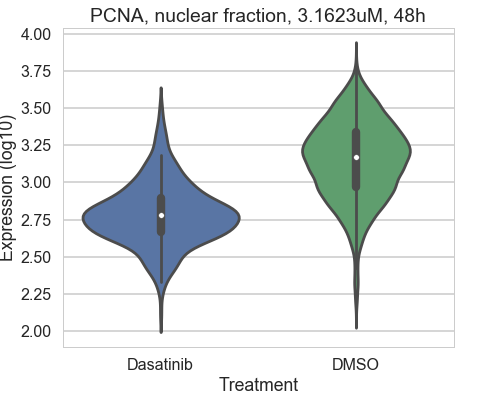 PCNA, nuclear fraction, 3.1623uM, 48h
4.00
3.75
3.50
3.25
3.00
2.75
2.50
2.25
2.00
Expression (log10)
Dasatinib
DMSO
Treatment